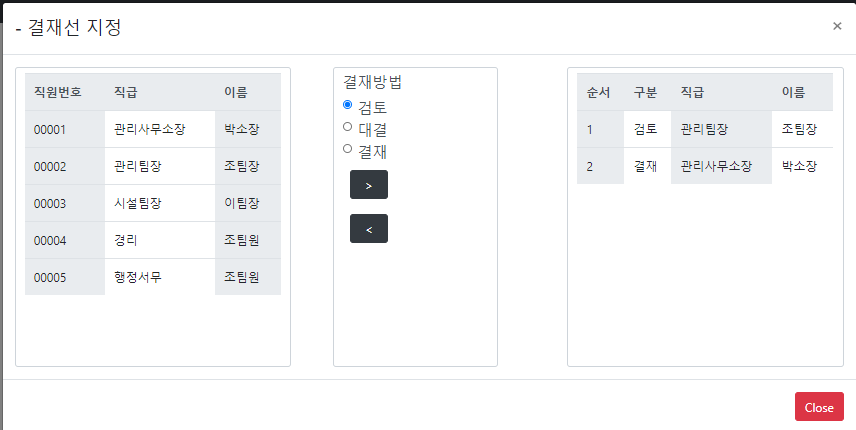 - 결재선 지정
×
직원번호 직급 이름
00001 관리사무소장 박소장
00002 관리팀장 조팀장
00003 시설팀장 이팀장
00004 경리 조팀원
00005 행정서무 조팀원
결재방법
검토
대결
결재
>
<
순서 구분 직급 이름
1 검토 관리팀장 조팀장
2 결재 관리사무소장 박소장
Close